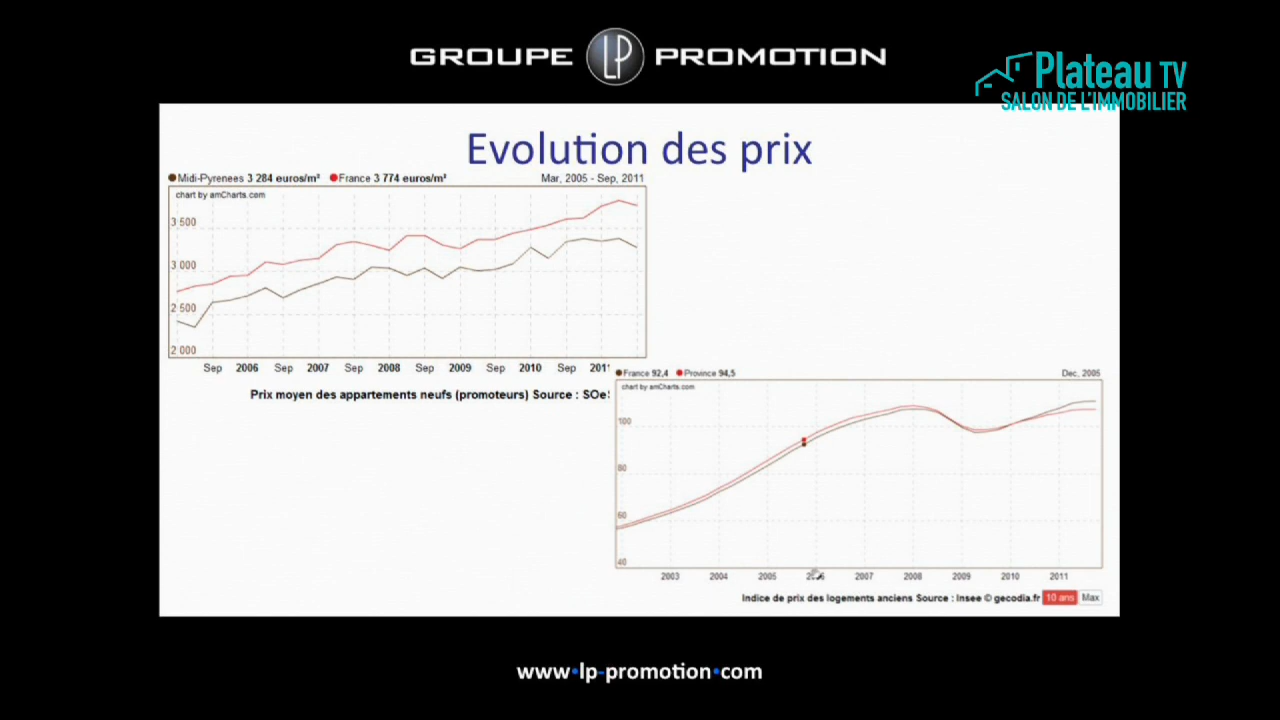 GROUPE LP PROMOTION
Plateau TV
SALON DE L'IMMOBILIER
Evolution des prix
Midi-Pyrenees 3 284 euros/m² France 3 774 euros/m² Mar, 2005 - Sep, 2011
chart by amCharts.com
3 500
3 000
2 500
2 000
Sep 2006 Sep 2007 Sep 2008 Sep 2009 Sep 2010 Sep 2011
Prix moyen des appartements neufs (promoteurs) Source : SOeS
France 92,4 Province 94,5 Dec, 2005
chart by amCharts.com
100
80
60
40
2003 2004 2005 2006 2007 2008 2009 2010 2011
Indice de prix des logements anciens Source : Insee © gecodia.fr 10 ans Max
www.lp-promotion.com